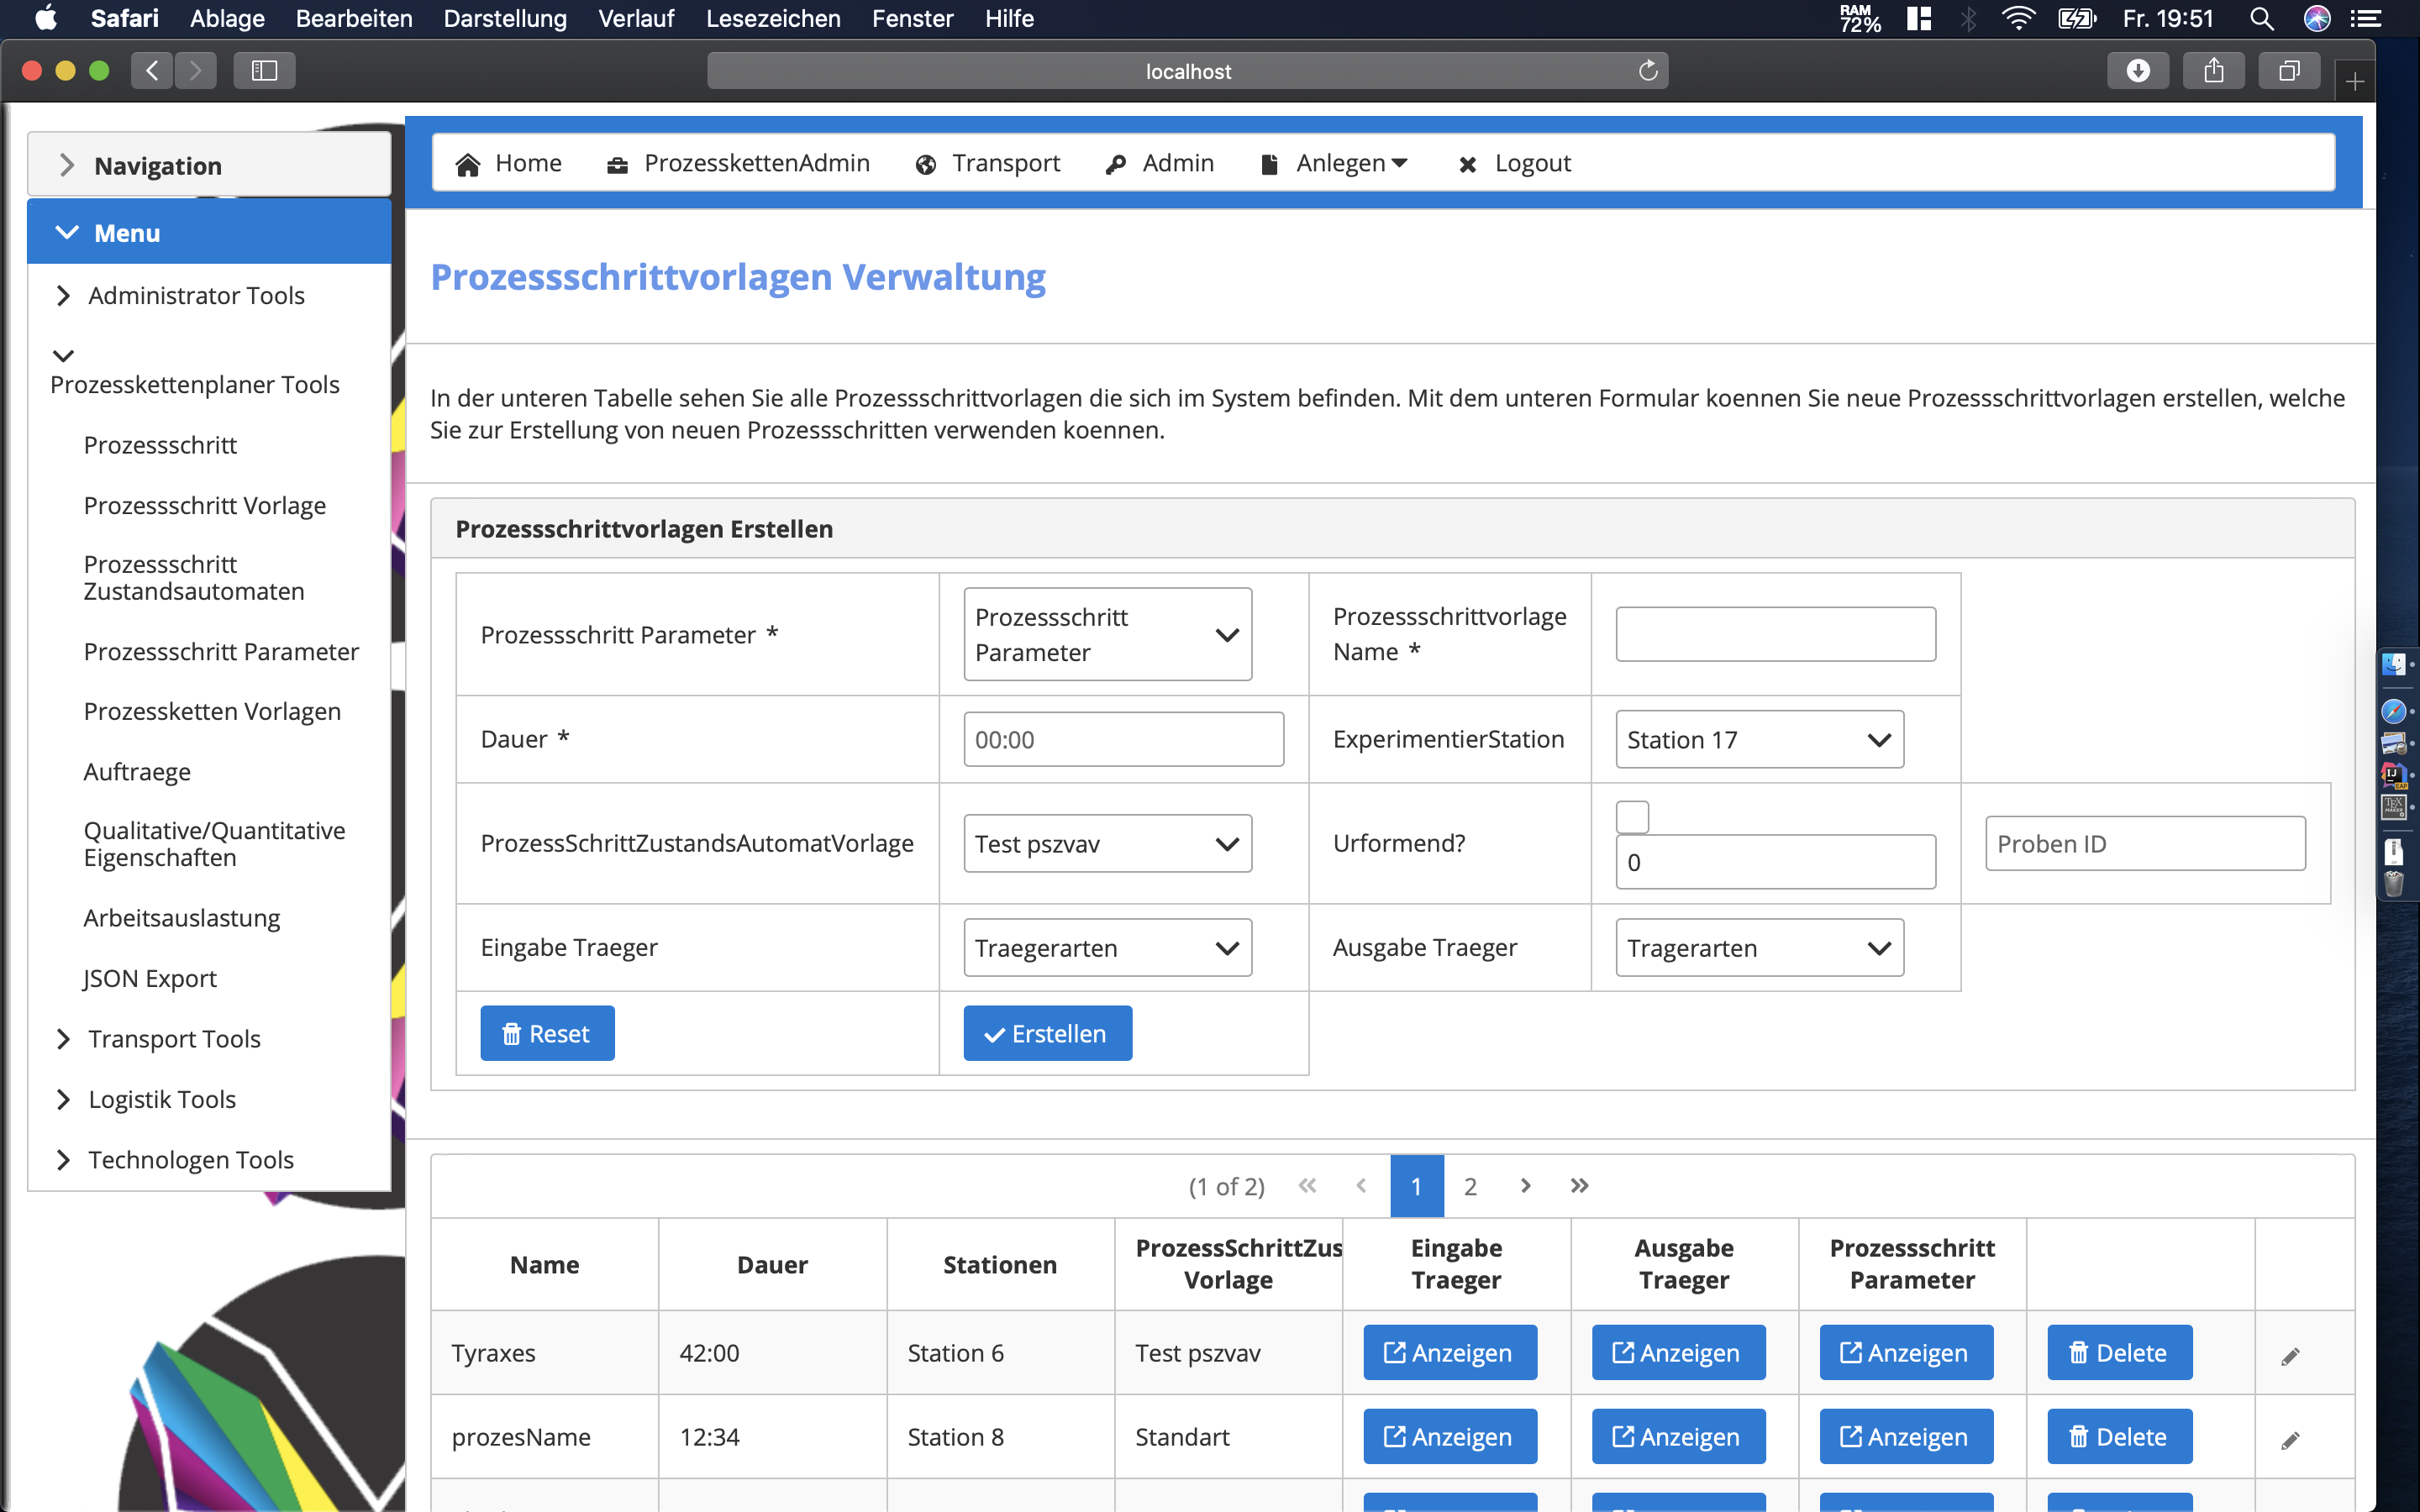 Safari Ablage Bearbeiten Darstellung Verlauf Lesezeichen Fenster Hilfe RAM 72% Fr. 19:51
localhost
Navigation
Menu
Administrator Tools
Prozesskettenplaner Tools
Prozessschritt
Prozessschritt Vorlage
Prozessschritt
Zustandsautomaten
Prozessschritt Parameter
Prozessketten Vorlagen
Auftraege
Qualitative/Quantitative
Eigenschaften
Arbeitsauslastung
JSON Export
Transport Tools
Logistik Tools
Technologen Tools
Home ProzesskettenAdmin Transport Admin Anlegen Logout
Prozessschrittvorlagen Verwaltung
In der unteren Tabelle sehen Sie alle Prozessschrittvorlagen die sich im System befinden. Mit dem unteren Formular koennen Sie neue Prozessschrittvorlagen erstellen, welche
Sie zur Erstellung von neuen Prozessschritten verwenden koennen.
Prozessschrittvorlagen Erstellen
Prozessschritt Parameter *
Prozessschritt
Parameter
Prozessschrittvorlage
Name *
Dauer * 00:00 ExperimentierStation Station 17
ProzessSchrittZustandsAutomatVorlage Test pszvav Urformend? 0 Proben ID
Eingabe Traeger Traegerarten Ausgabe Traeger Tragerarten
Reset Erstellen
(1 of 2) 1 2
Name
Dauer
Stationen
ProzessSchrittZus
Vorlage
Eingabe
Traeger
Ausgabe
Traeger
Prozessschritt
Parameter
Tyraxes 42:00 Station 6 Test pszvav Anzeigen Anzeigen Anzeigen Delete
prozesName 12:34 Station 8 Standart Anzeigen Anzeigen Anzeigen Delete